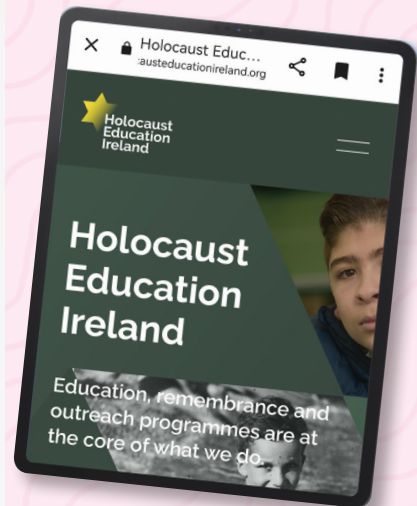 Holocaust Educ...
:austeducationireland.org
Holocaust
Education
Ireland
Holocaust
Education
Ireland
Education, remembrance and
outreach programmes are at
the core of what we do.